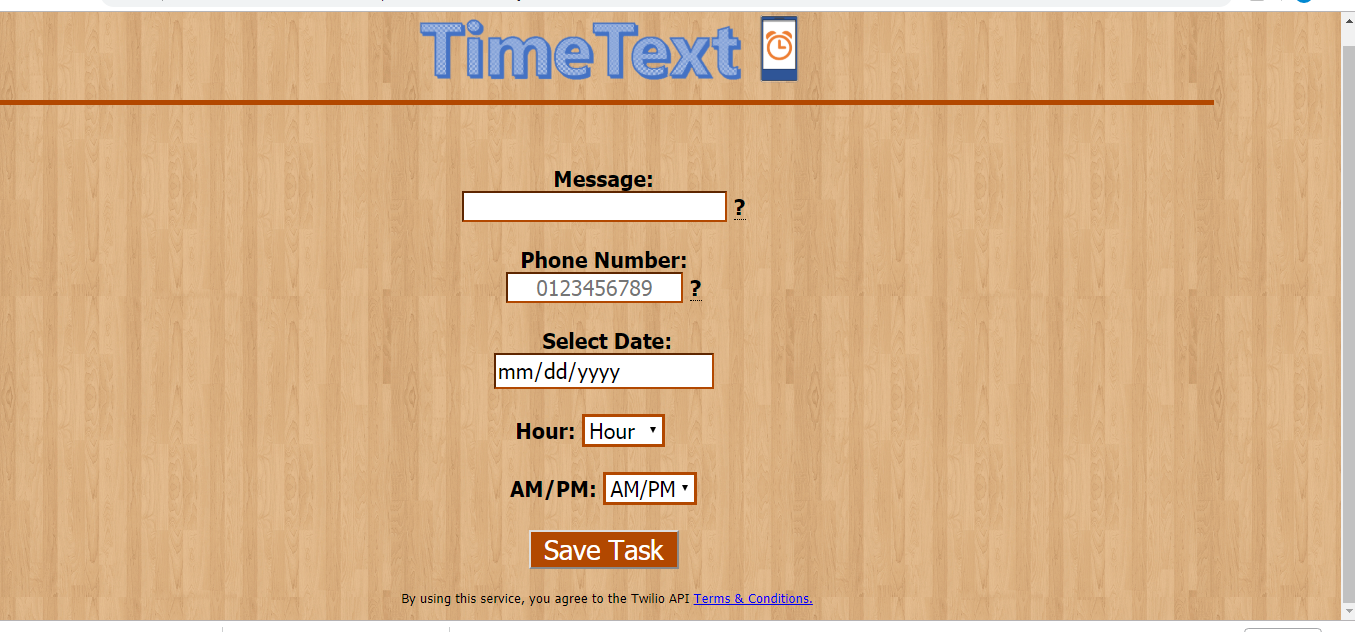 TimeText
Message:
?
Phone Number:
0123456789 ?
Select Date:
mm/dd/yyyy
Hour: Hour
AM/PM: AM/PM
Save Task
By using this service, you agree to the Twilio API Terms & Conditions.